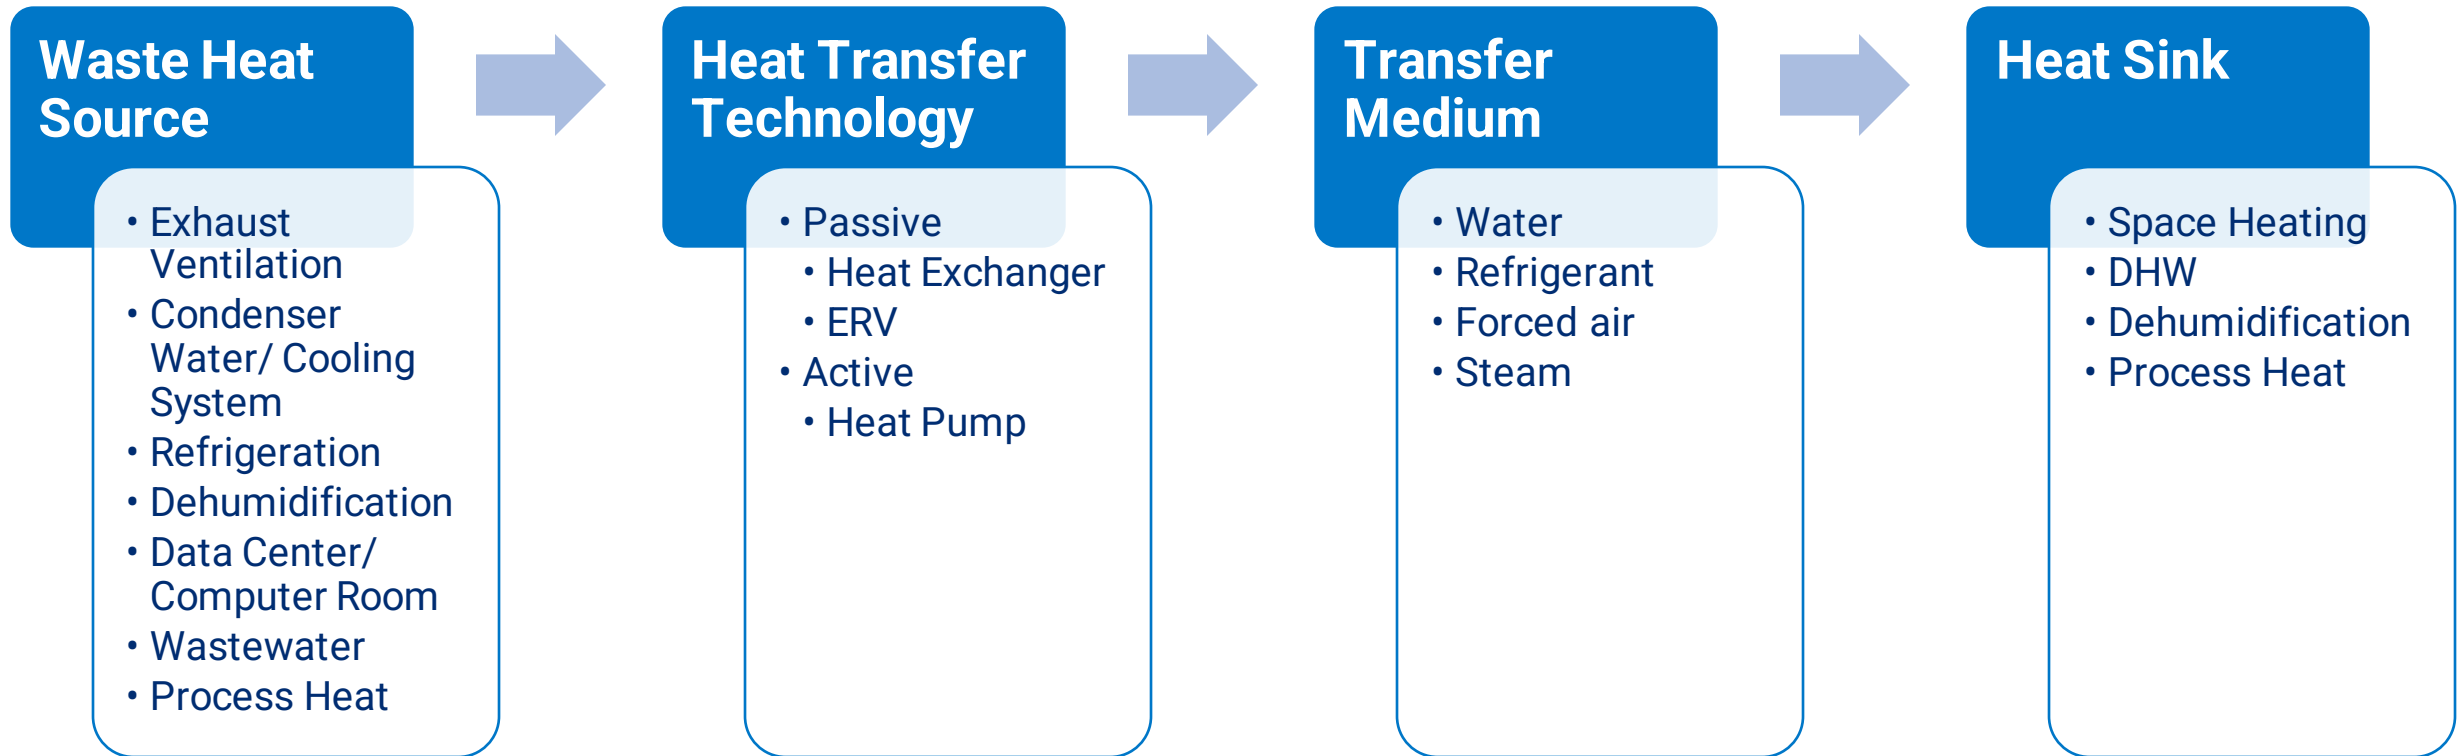 Waste Heat
Source
• Exhaust
Ventilation
• Condenser
Water/ Cooling
System
• Refrigeration
• Dehumidification
• Data Center/
Computer Room
• Wastewater
• Process Heat
Heat Transfer
Technology
• Passive
• Heat Exchanger
• ERV
• Active
• Heat Pump
Transfer
Medium
• Water
• Refrigerant
• Forced air
• Steam
Heat Sink
• Space Heating
• DHW
• Dehumidification
• Process Heat